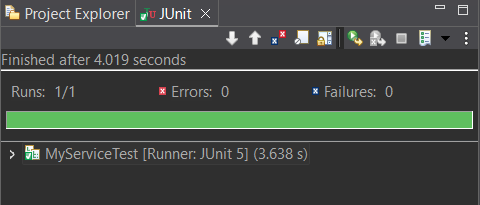 Project Explorer JUnit
Finished after 4.019 seconds
Runs: 1/1 Errors: 0 Failures: 0
MyServiceTest [Runner: JUnit 5] (3.638 s)